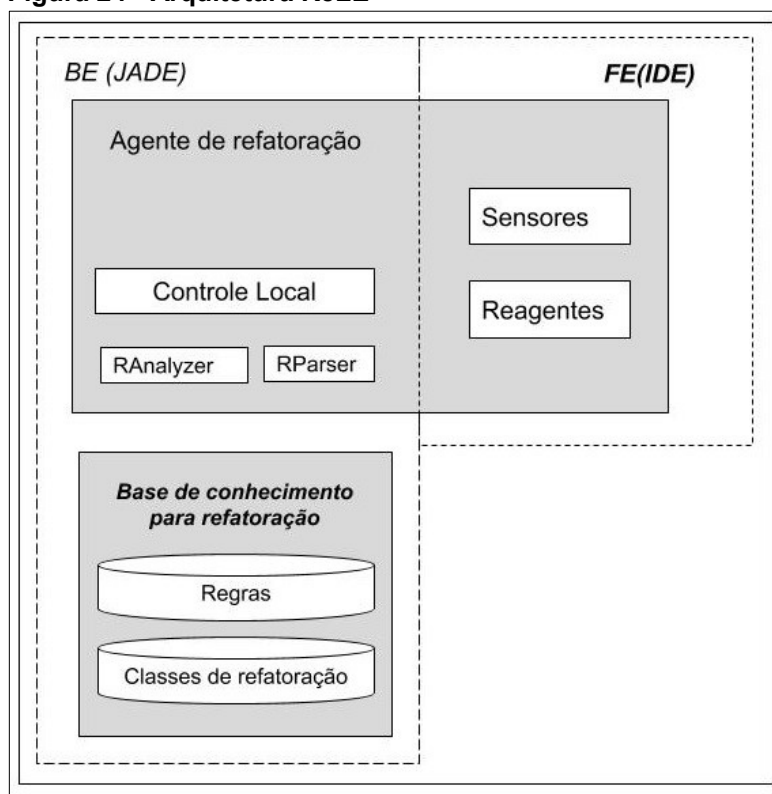 BE (JADE)
FE(IDE)
Agente de refatoração
Sensores
Controle Local
Reagentes
RAnalyzer
RParser
Base de conhecimento
para refatoração
Regras
Classes de refatoração